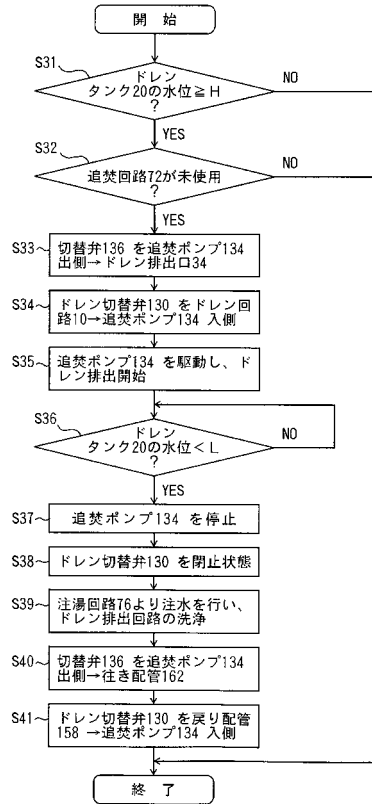 開 始
S31
ドレン
タンク20の水位≧H
?
NO
YES
S32
追焚回路72が未使用
?
NO
YES
S33
切替弁136 を追焚ポンプ134
出側→ドレン排出口34
S34
ドレン切替弁130 をドレン回
路10→追焚ポンプ134 入側
S35
追焚ポンプ134 を駆動し、ド
レン排出開始
S36
ドレン
タンク20の水位<L
?
NO
YES
S37
追焚ポンプ134 を停止
S38
ドレン切替弁130 を閉止状態
S39
注湯回路76より注水を行い、
ドレン排出回路の洗浄
S40
切替弁136 を追焚ポンプ134
出側→往き配管162
S41
ドレン切替弁130 を戻り配管
158 →追焚ポンプ134 入側
終 了